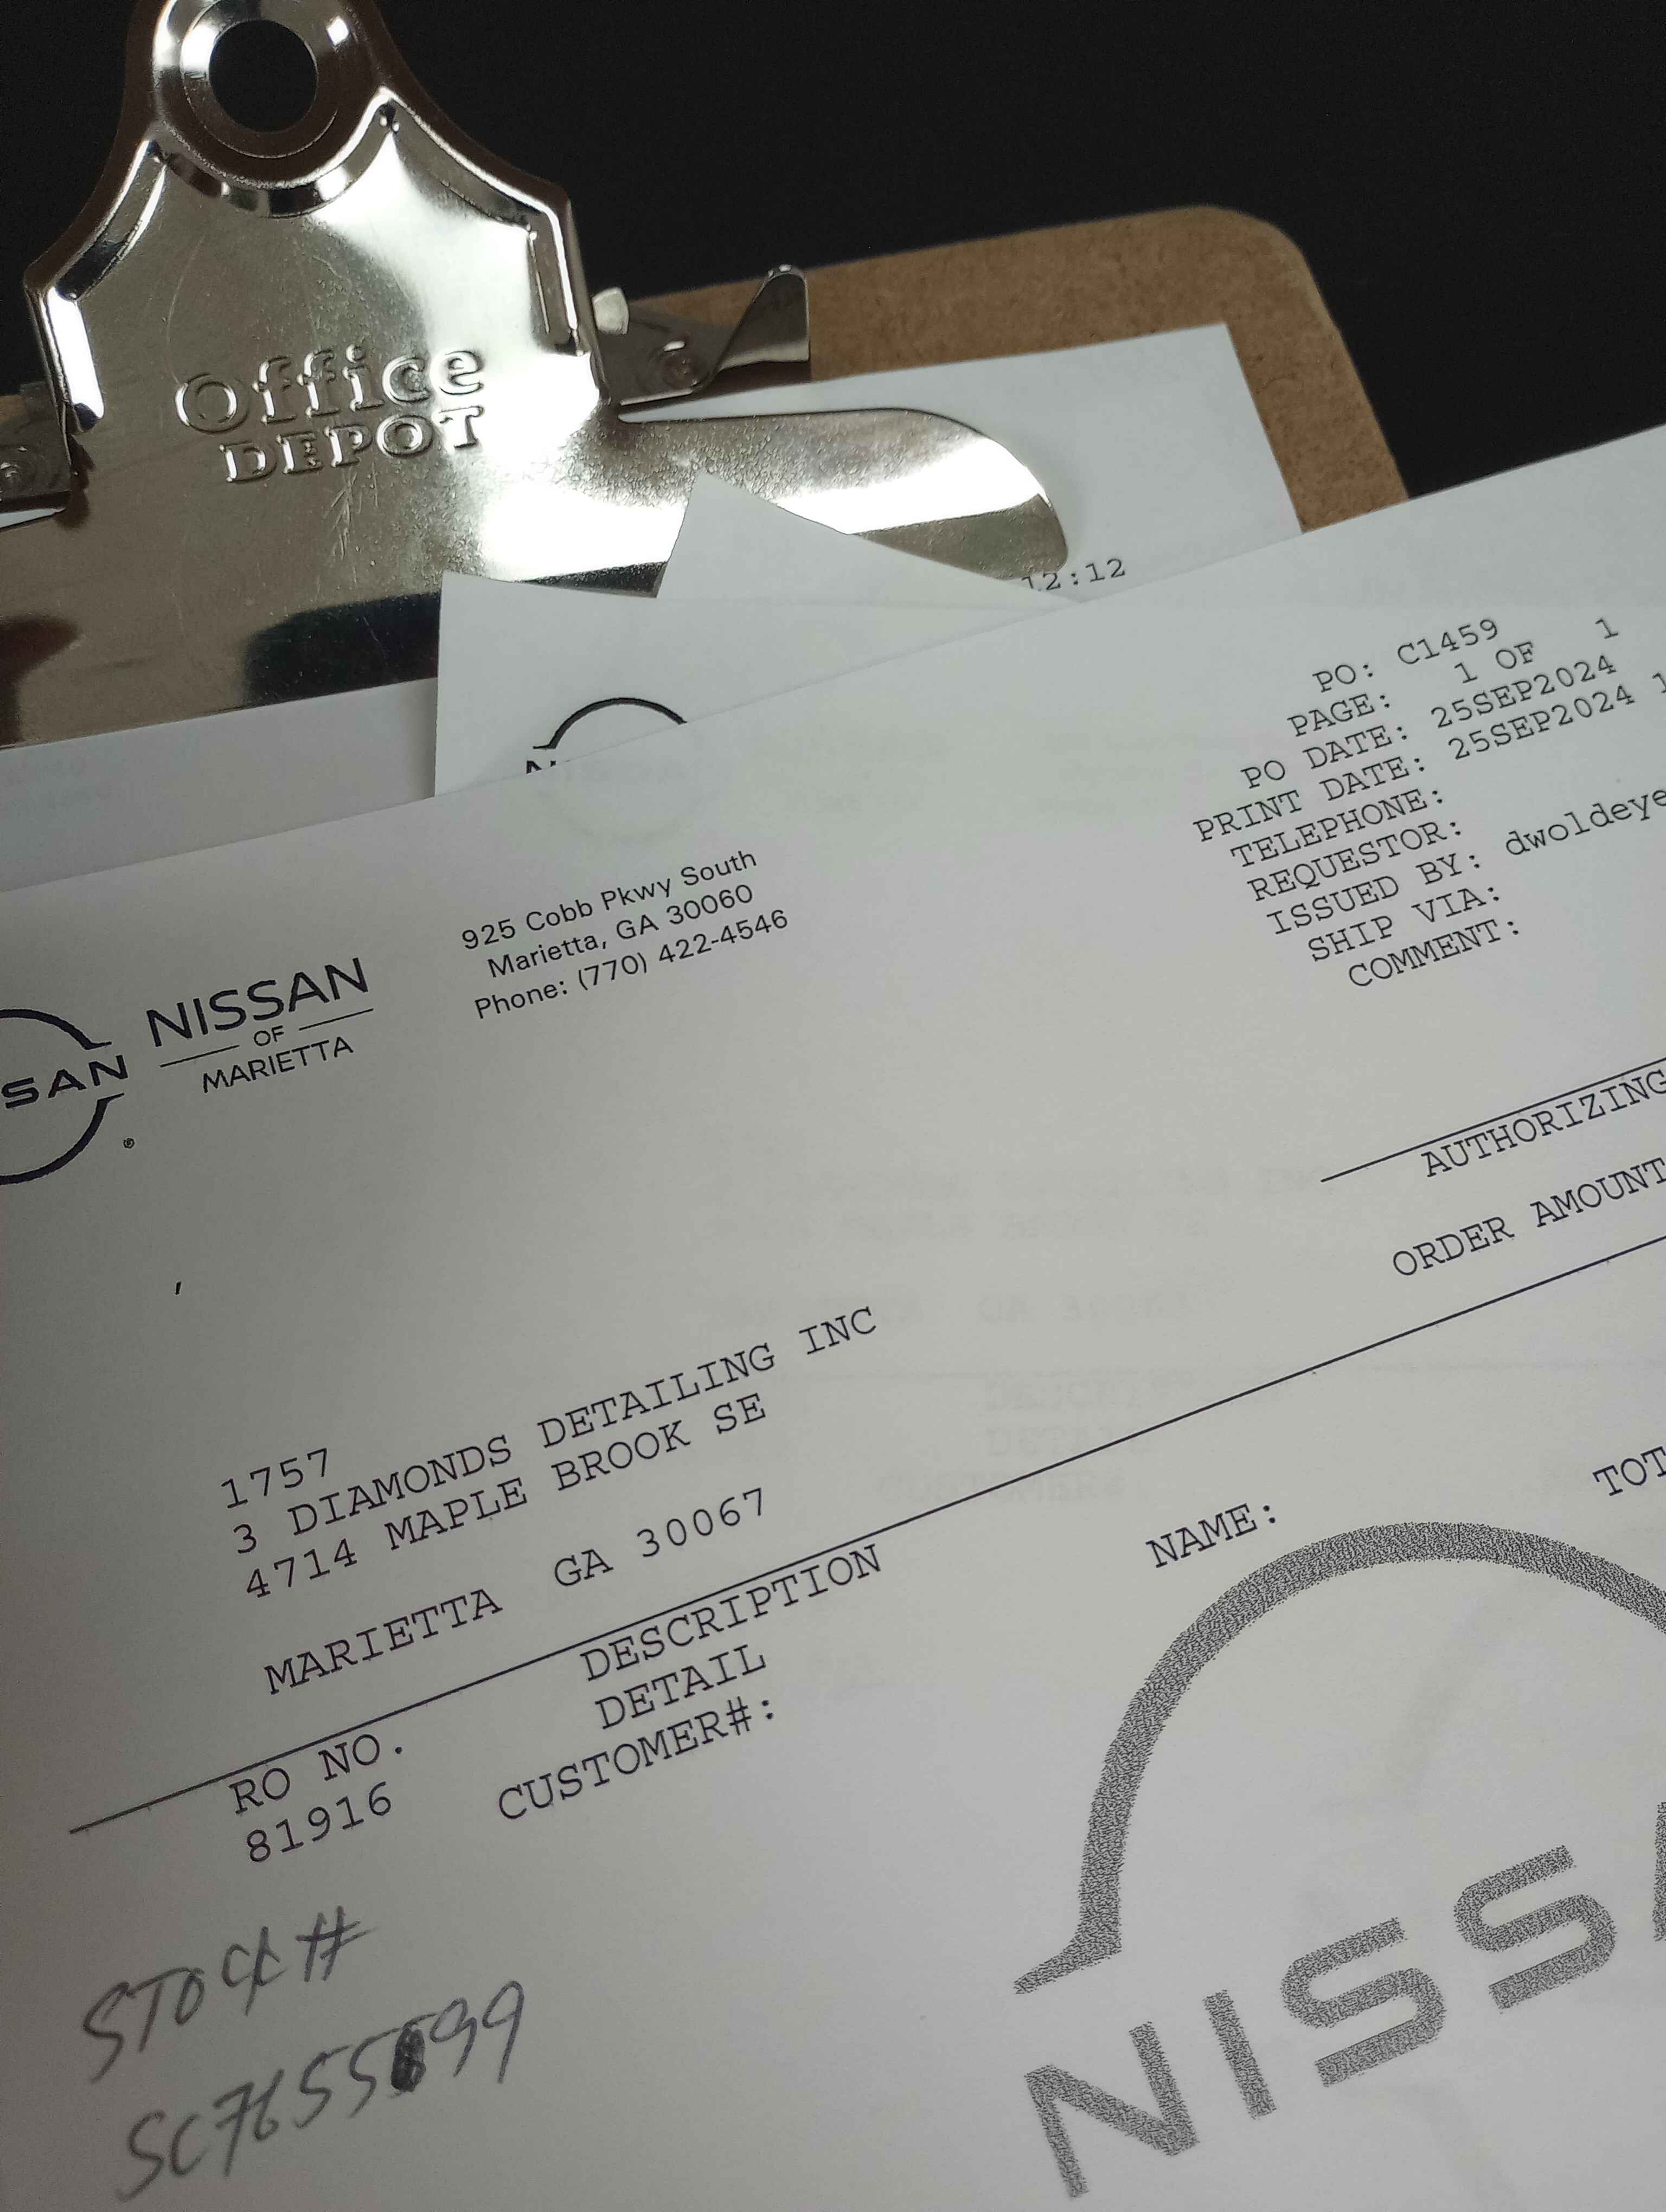 Office
DEPOT
12:12
PO: C1459
PAGE: 1 OF 1
PO DATE: 25SEP2024
PRINT DATE: 25SEP2024
TELEPHONE:
REQUESTOR:
ISSUED BY: dwoldeye
SHIP VIA:
COMMENT:
925 Cobb Pkwy South
Marietta, GA 30060
Phone: (770) 422-4546
SAN
®
NISSAN
OF
MARIETTA
AUTHORIZING
ORDER AMOUNT
1757
3 DIAMONDS DETAILING INC
4714 MAPLE BROOK SE
MARIETTA GA 30067
RO NO. DESCRIPTION
81916 DETAIL
CUSTOMER#: NAME:
TOT
NISSA
STOCK #